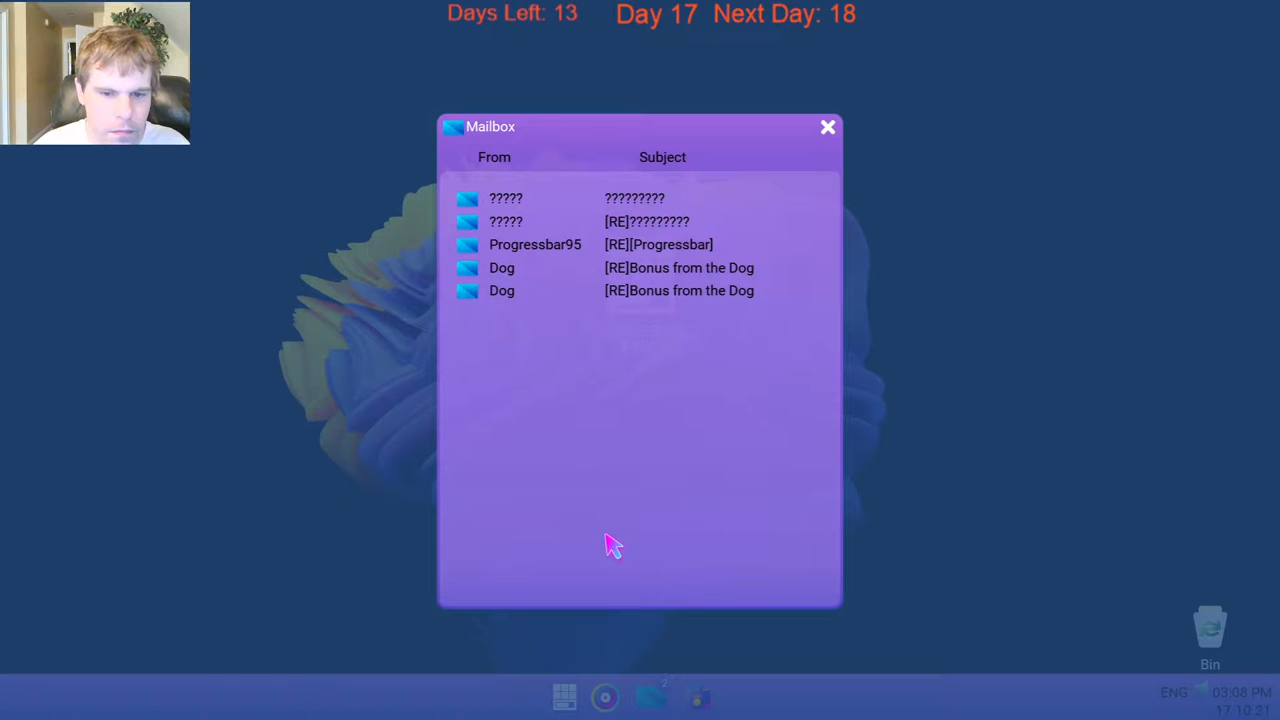 Days Left: 13 Day 17 Next Day: 18
Mailbox
From Subject
????? ?????????
????? [RE]?????????
Progressbar95 [RE][Progressbar]
Dog [RE]Bonus from the Dog
Dog [RE]Bonus from the Dog
Bin
2
ENG 03:08 PM
17.10.21